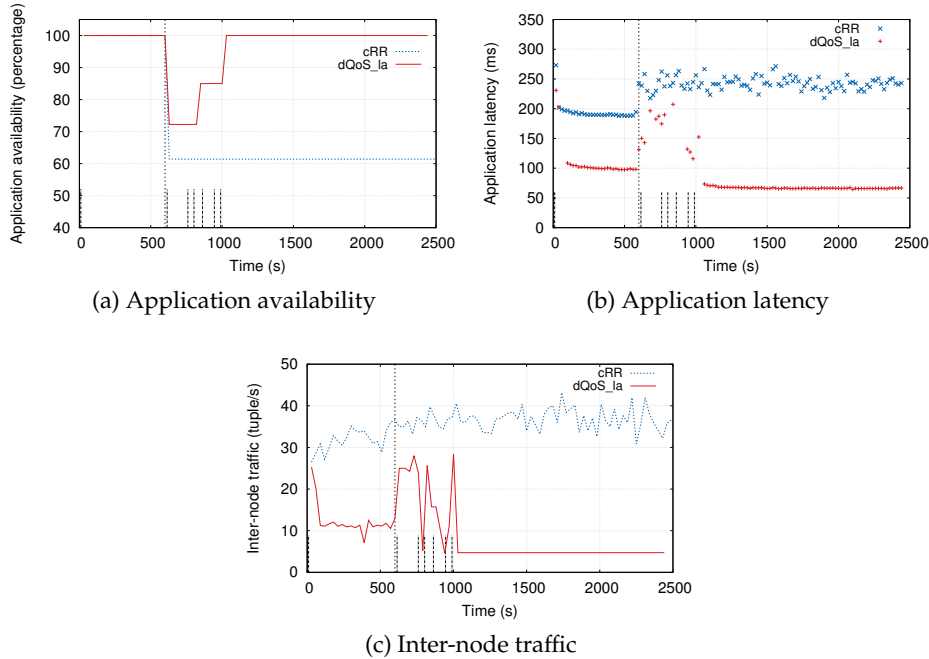 Application availability (percentage)
100
90
80
70
60
50
40
0
500
1000
1500
2000
2500
cRR
dQoS_la
Time (s)
(a) Application availability
Application latency (ms)
350
300
250
200
150
100
50
0
0
500
1000
1500
2000
2500
cRR
dQoS_la
Time (s)
(b) Application latency
Inter-node traffic (tuple/s)
50
40
30
20
10
0
0
500
1000
1500
2000
2500
cRR
dQoS_la
Time (s)
(c) Inter-node traffic